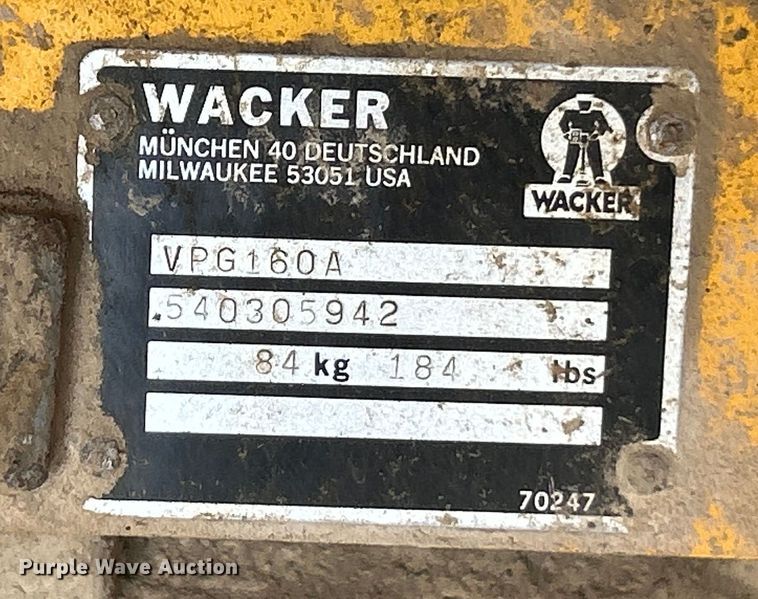 WACKER
MÜNCHEN 40 DEUTSCHLAND
MILWAUKEE 53051 USA
WACKER
VPG160A
540305942
84 kg 184 lbs
70247
Purple Wave Auction